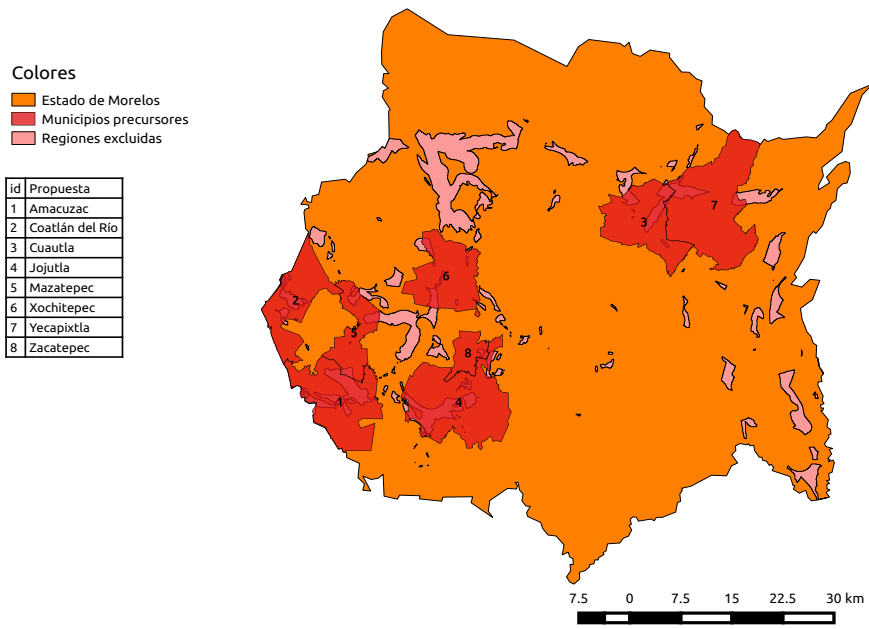 Colores
Estado de Morelos
Municipios precursores
Regiones excluidas
id Propuesta
1 Amacuzac
2 Coatlán del Río
3 Cuautla
4 Jojutla
5 Mazatepec
6 Xochitepec
7 Yecapixtla
8 Zacatepec
7
3
6
2
5
8
1
4
7.5 0 7.5 15 22.5 30 km